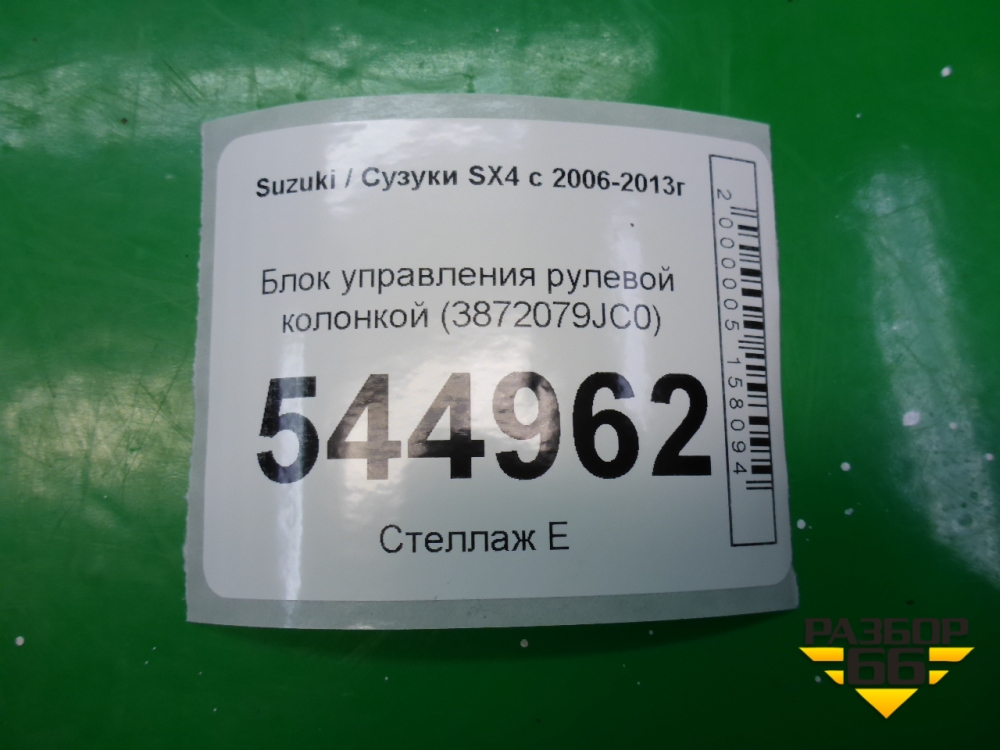 Suzuki / Сузуки SX4 с 2006-2013г
Блок управления рулевой
колонкой (3872079JC0)
544962
Стеллаж Е
2000005158094
РАЗБОР
66